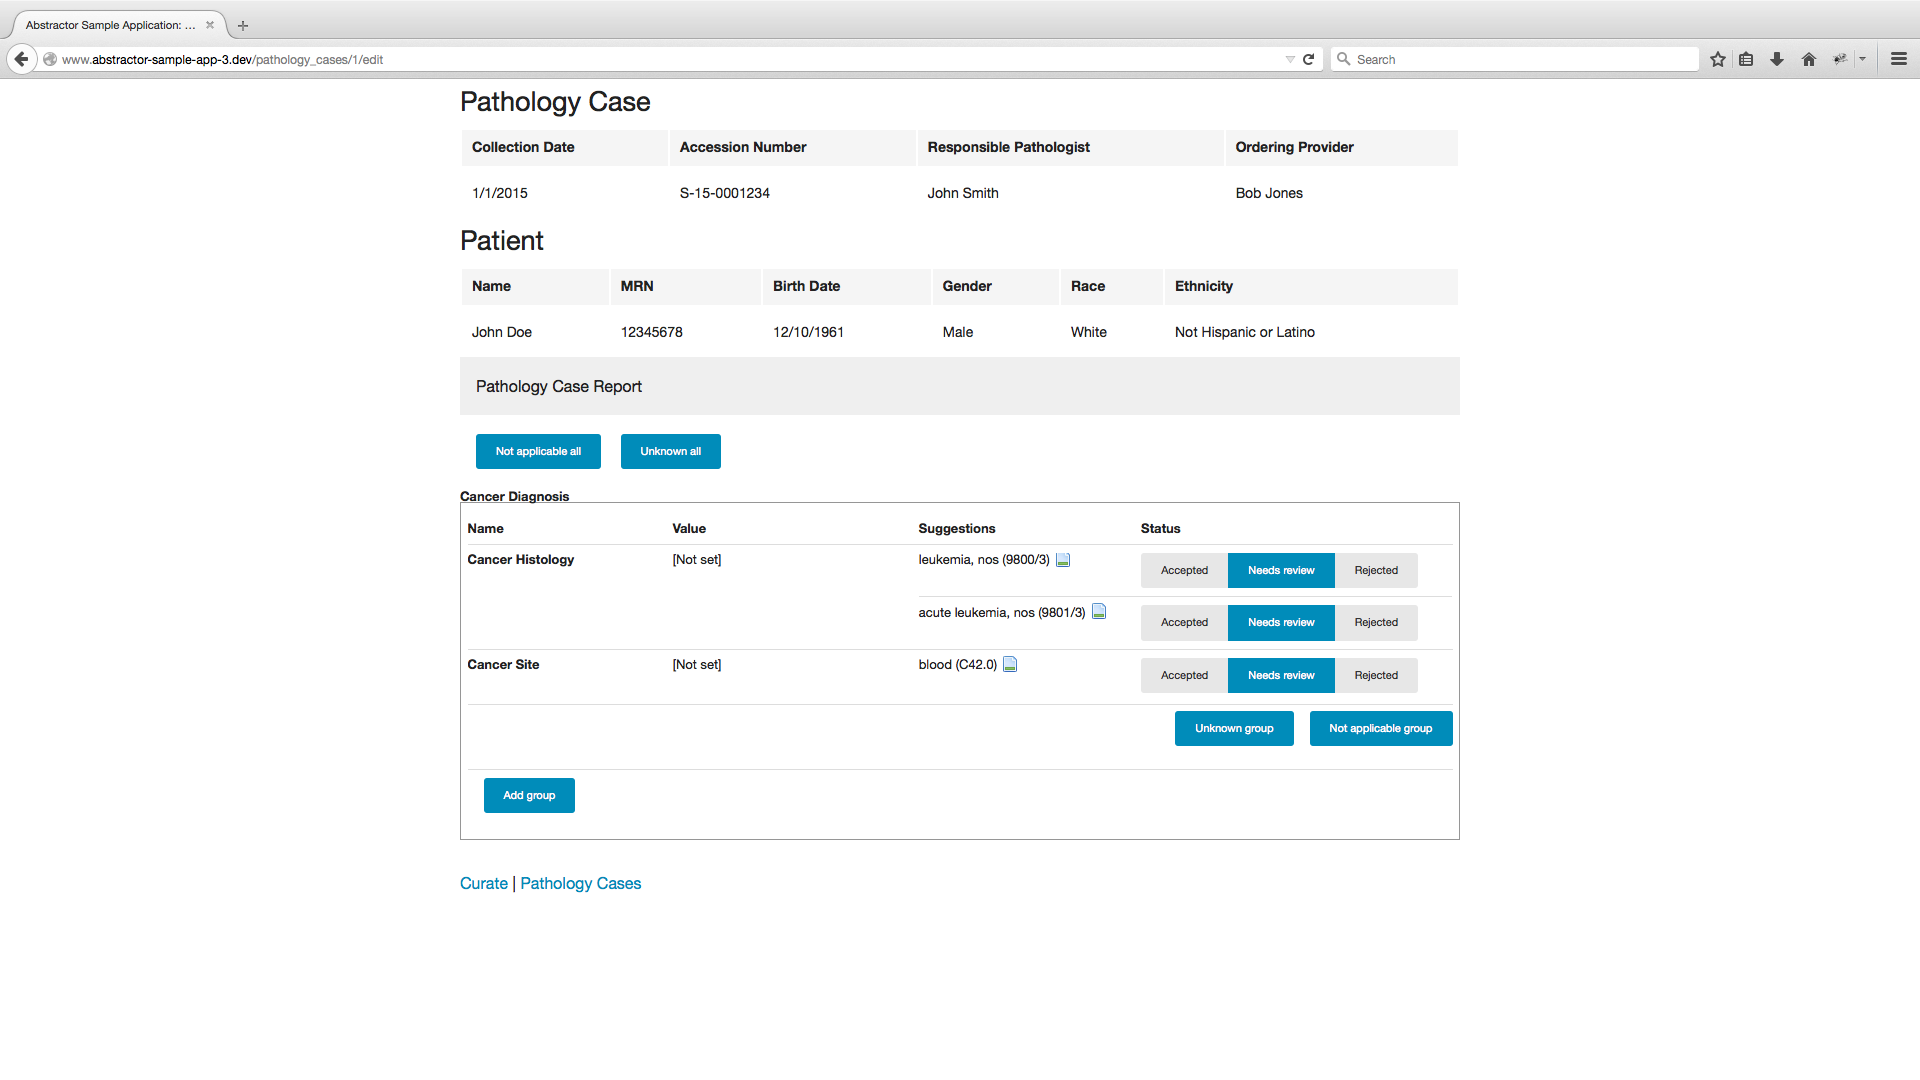 Abstractor Sample Application: ...
www.abstractor-sample-app-3.dev/pathology_cases/1/edit
Search
Pathology Case
Collection Date Accession Number Responsible Pathologist Ordering Provider
1/1/2015 S-15-0001234 John Smith Bob Jones
Patient
Name MRN Birth Date Gender Race Ethnicity
John Doe 12345678 12/10/1961 Male White Not Hispanic or Latino
Pathology Case Report
Not applicable all Unknown all
Cancer Diagnosis
Name Value Suggestions Status
Cancer Histology [Not set] leukemia, nos (9800/3) Accepted Needs review Rejected
acute leukemia, nos (9801/3) Accepted Needs review Rejected
Cancer Site [Not set] blood (C42.0) Accepted Needs review Rejected
Unknown group Not applicable group
Add group
Curate | Pathology Cases